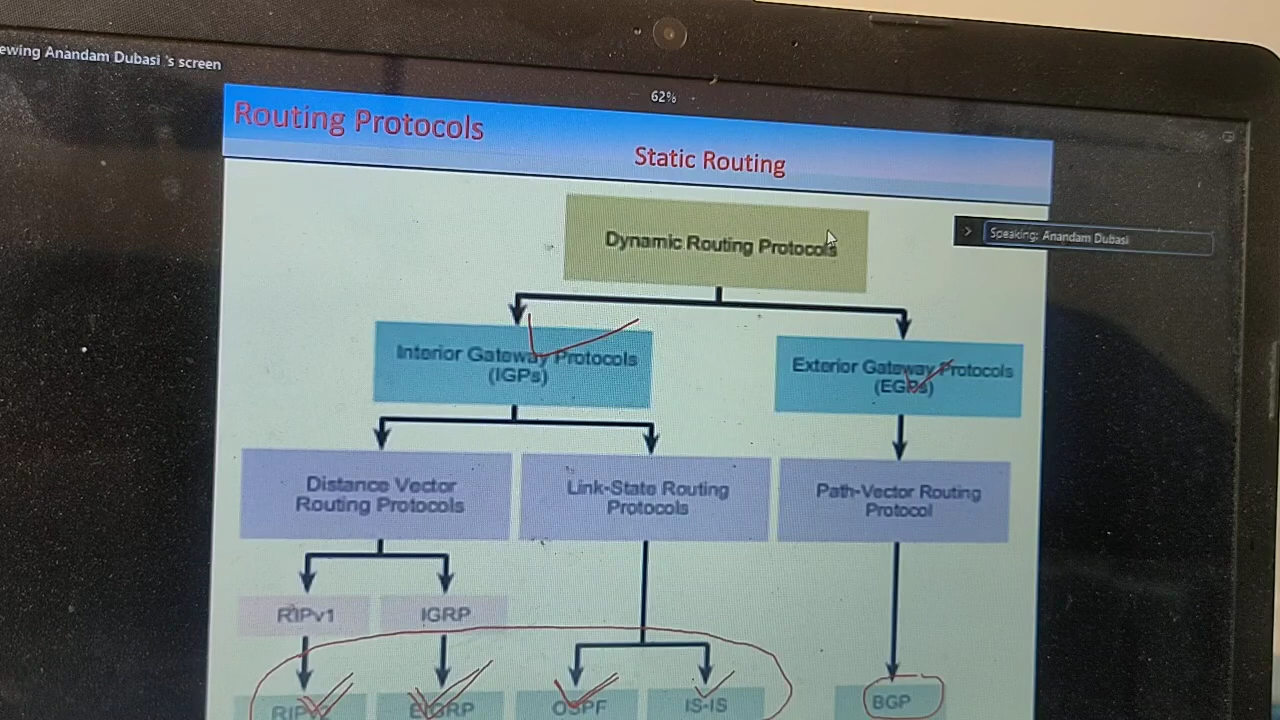 ewing Anandam Dubasi 's screen
62%
Routing Protocols
Static Routing
Dynamic Routing Protocols
Speaking: Anandam Dubasi
Interior Gateway Protocols
(IGPs)
Exterior Gateway Protocols
(EGPs)
Distance Vector
Routing Protocols
Link-State Routing
Protocols
Path-Vector Routing
Protocol
RIPv1
IGRP
RIPv2
EIGRP
OSPF
IS-IS
BGP